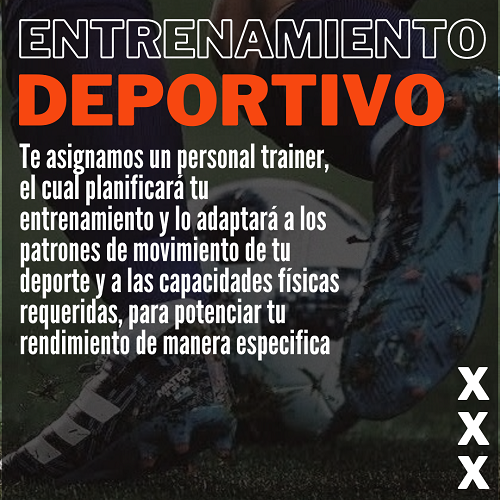 ENTRENAMIENTO
DEPORTIVO
Te asignamos un personal trainer,
el cual planificará tu
entrenamiento y lo adaptará a los
patrones de movimiento de tu
deporte y a las capacidades físicas
requeridas, para potenciar tu
rendimiento de manera especifica
X
X
X